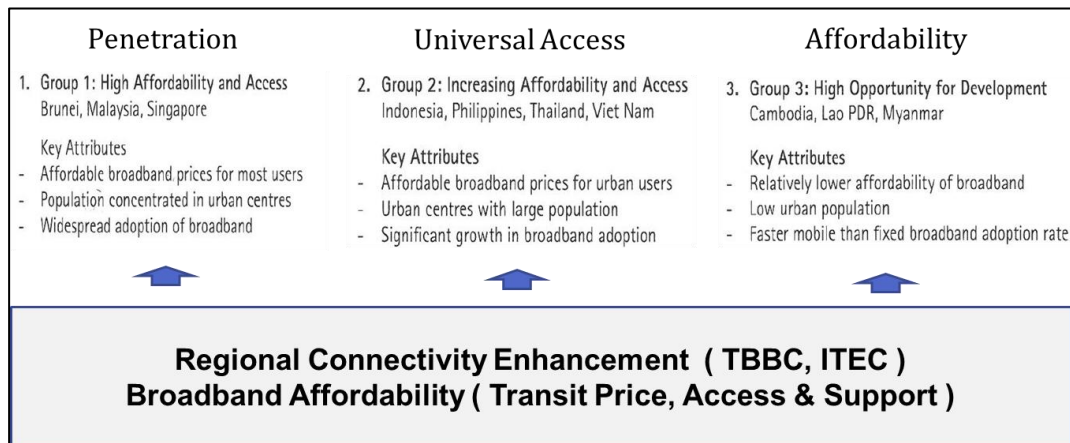 Penetration
1. Group 1: High Affordability and Access
Brunei, Malaysia, Singapore
Key Attributes
- Affordable broadband prices for most users
- Population concentrated in urban centres
- Widespread adoption of broadband
Universal Access
2. Group 2: Increasing Affordability and Access
Indonesia, Philippines, Thailand, Viet Nam
Key Attributes
- Affordable broadband prices for urban users
- Urban centres with large population
- Significant growth in broadband adoption
Affordability
3. Group 3: High Opportunity for Development
Cambodia, Lao PDR, Myanmar
Key Attributes
- Relatively lower affordability of broadband
- Low urban population
- Faster mobile than fixed broadband adoption rate
Regional Connectivity Enhancement ( TBBC, ITEC )
Broadband Affordability ( Transit Price, Access & Support )